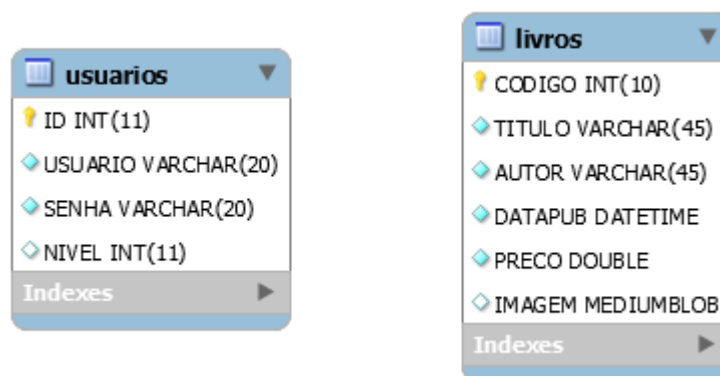 usuarios
ID INT(11)
USUARIO VARCHAR(20)
SENHA VARCHAR(20)
NIVEL INT(11)
Indexes
livros
CODIGO INT(10)
TITULO VARCHAR(45)
AUTOR VARCHAR(45)
DATAPUB DATETIME
PRECO DOUBLE
IMAGEM MEDIUMBLOB
Indexes